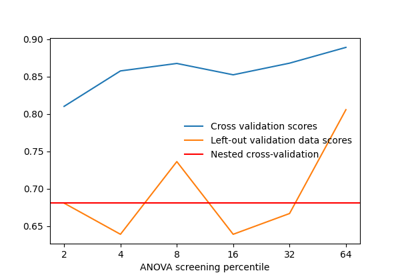 0.90
0.85
0.80
0.75
0.70
0.65
Cross validation scores
Left-out validation data scores
Nested cross-validation
2 4 8 16 32 64
ANOVA screening percentile